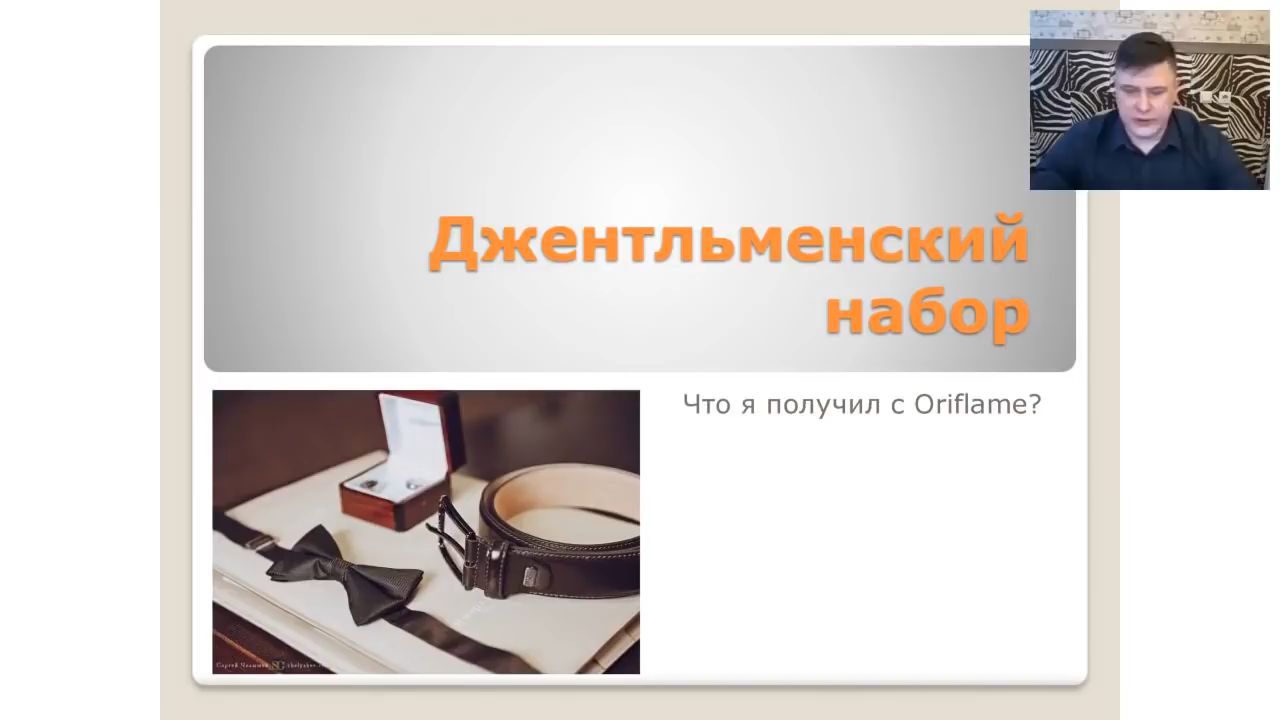 Джентльменский
набор
Что я получил с Oriflame?